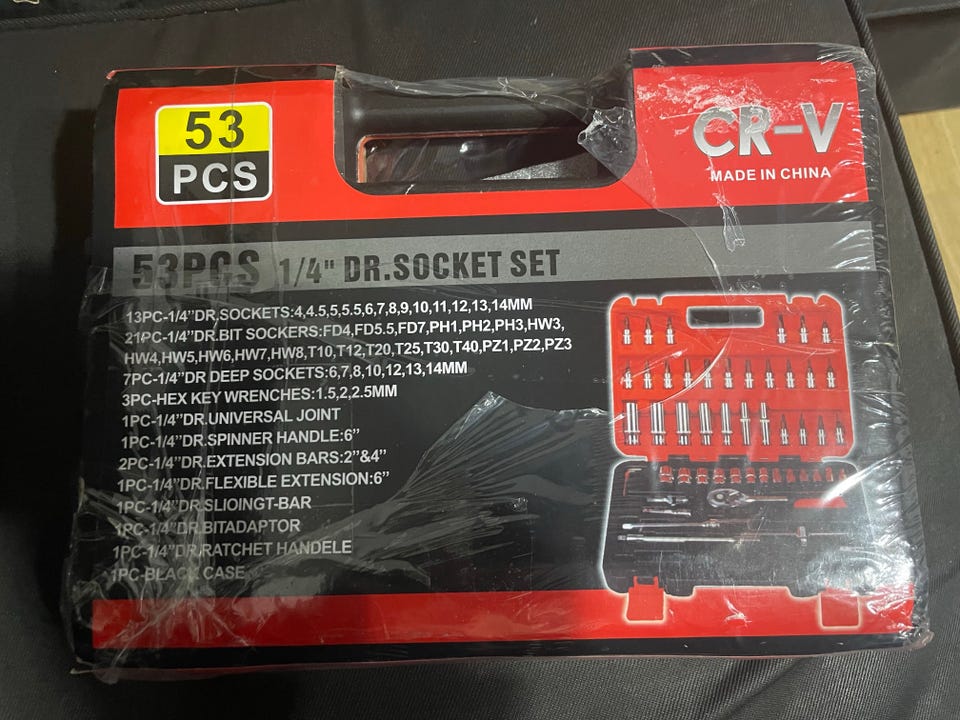 53
PCS
CR-V
MADE IN CHINA
53PCS 1/4" DR.SOCKET SET
13PC-1/4"DR,SOCKETS:4,4.5,5,5.5,6,7,8,9,10,11,12,13,14MM
21PC-1/4"DR.BIT SOCKERS:FD4,FD5.5,FD7,PH1,PH2,PH3,HW3,
HW4,HW5,HW6,HW7,HW8,T10,T12,T20,T25,T30,T40,PZ1,PZ2,PZ3
7PC-1/4"DR DEEP SOCKETS:6,7,8,10,12,13,14MM
3PC-HEX KEY WRENCHES:1.5,2,2.5MM
1PC-1/4"DR.UNIVERSAL JOINT
1PC-1/4"DR.SPINNER HANDLE:6"
2PC-1/4"DR.EXTENSION BARS:2"&4"
1PC-1/4"DR.FLEXIBLE EXTENSION:6"
1PC-1/4"DR.SLIOINGT-BAR
1PC-1/4"DR.BITADAPTOR
1PC-1/4"DR.RATCHET HANDELE
1PC-BLACK CASE